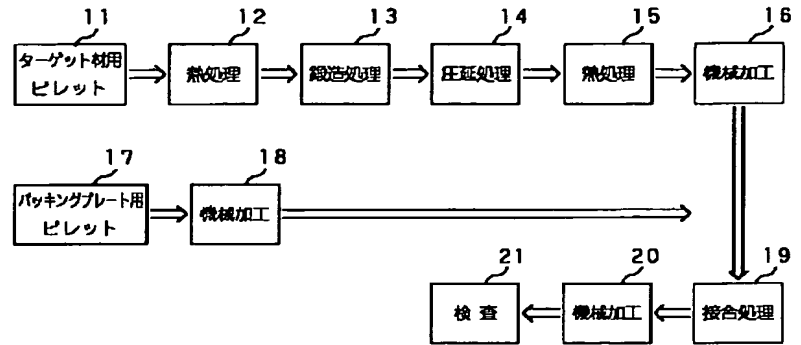 11
12
13
14
15
16
ターゲット材用
ビレット
熱処理
鍛造処理
圧延処理
熱処理
機械加工
17
18
バッキングプレート用
ビレット
機械加工
21
20
19
検査
機械加工
接合処理